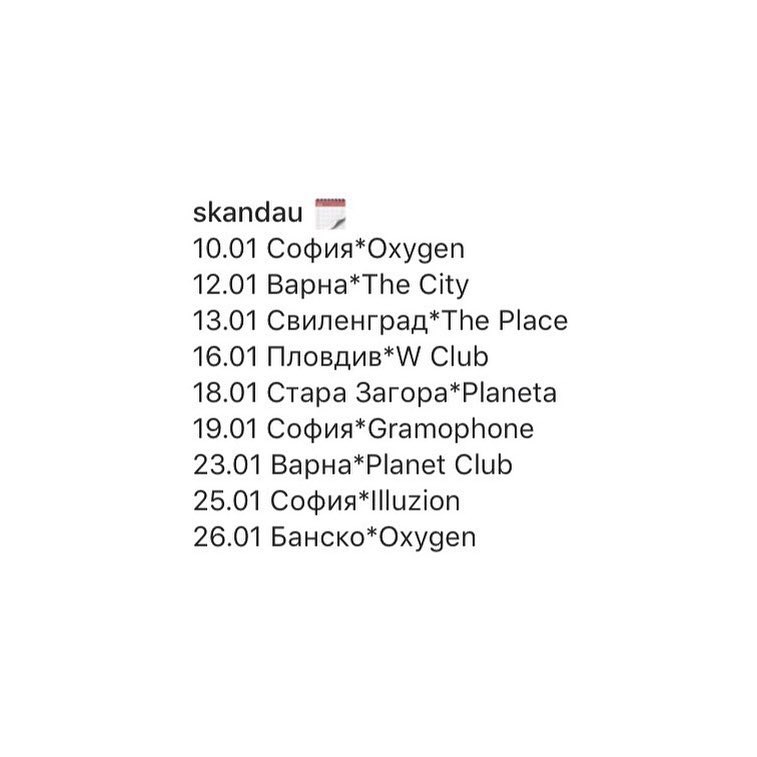 skandau
10.01 София*Oxygen
12.01 Варна*The City
13.01 Свиленград*The Place
16.01 Пловдив*W Club
18.01 Стара Загора*Planeta
19.01 София*Gramophone
23.01 Варна*Planet Club
25.01 София*Illuzion
26.01 Банско*Oxygen